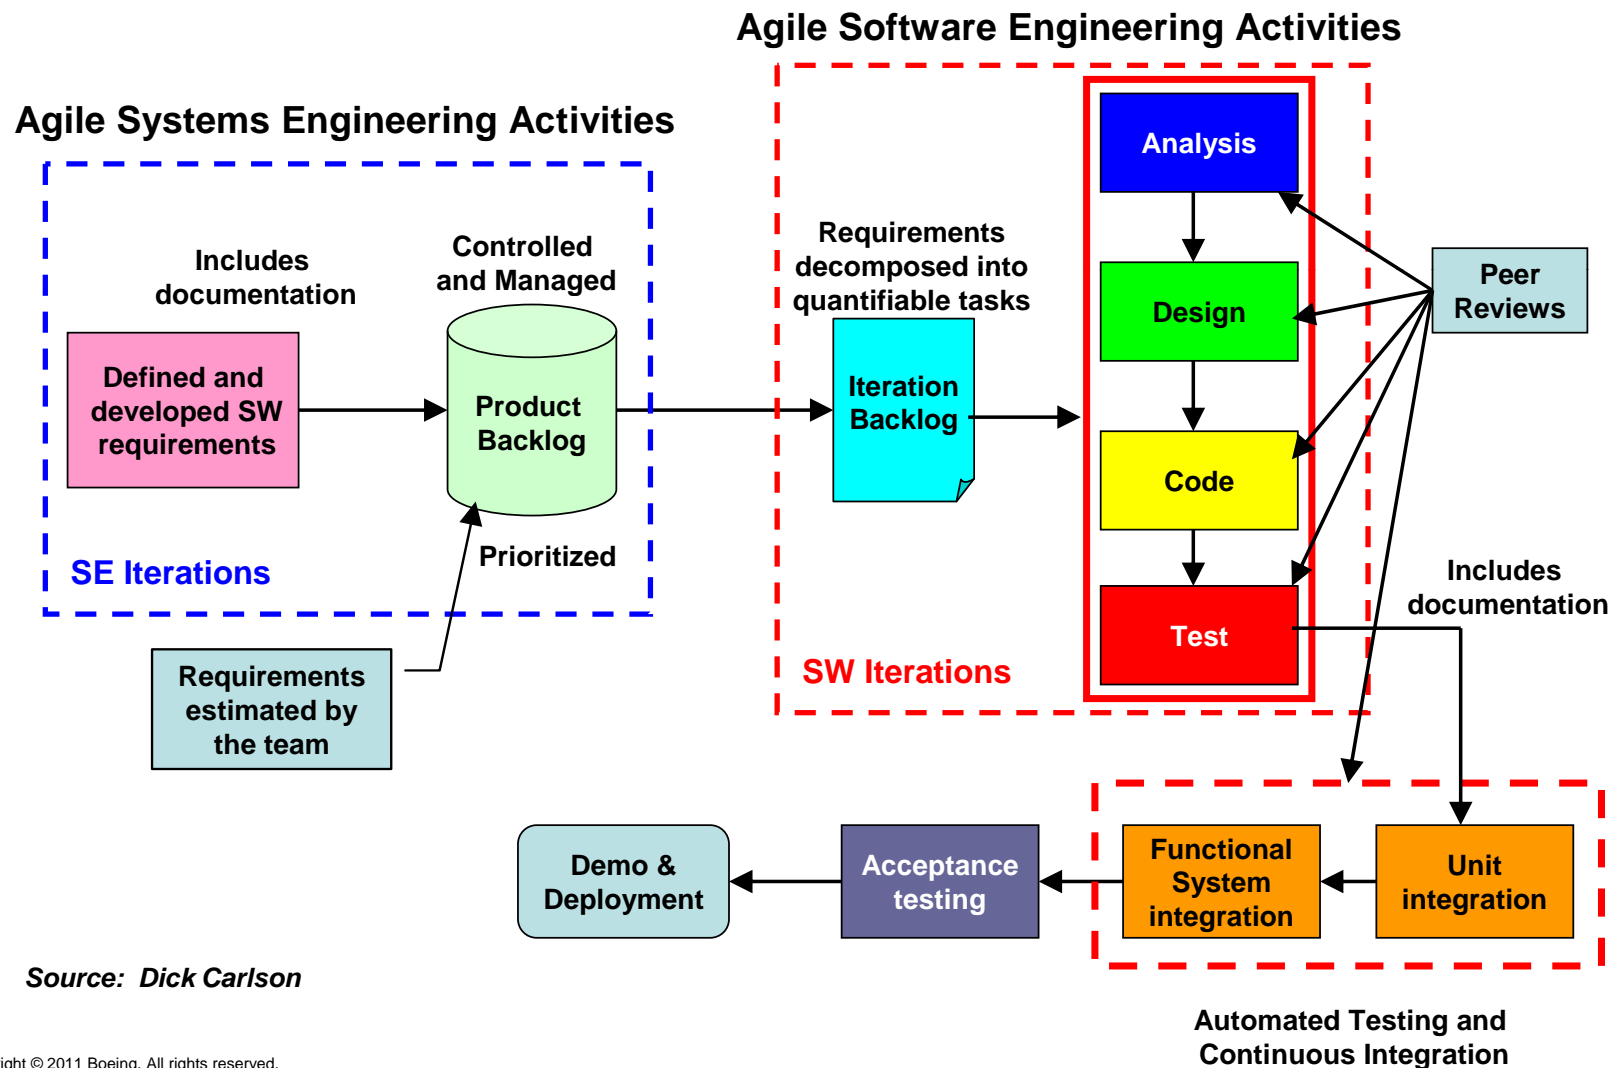 Agile Software Engineering Activities
Agile Systems Engineering Activities
Analysis
Includes
documentation
Controlled
and Managed
Requirements
decomposed into
quantifiable tasks
Peer
Reviews
Design
Defined and
developed SW
requirements
Product
Backlog
Iteration
Backlog
Code
SE Iterations
Prioritized
Includes
documentation
Test
SW Iterations
Requirements
estimated by
the team
Demo &
Deployment
Acceptance
testing
Functional
System
integration
Unit
integration
Source: Dick Carlson
Automated Testing and
Continuous Integration
ight © 2011 Boeing. All rights reserved.